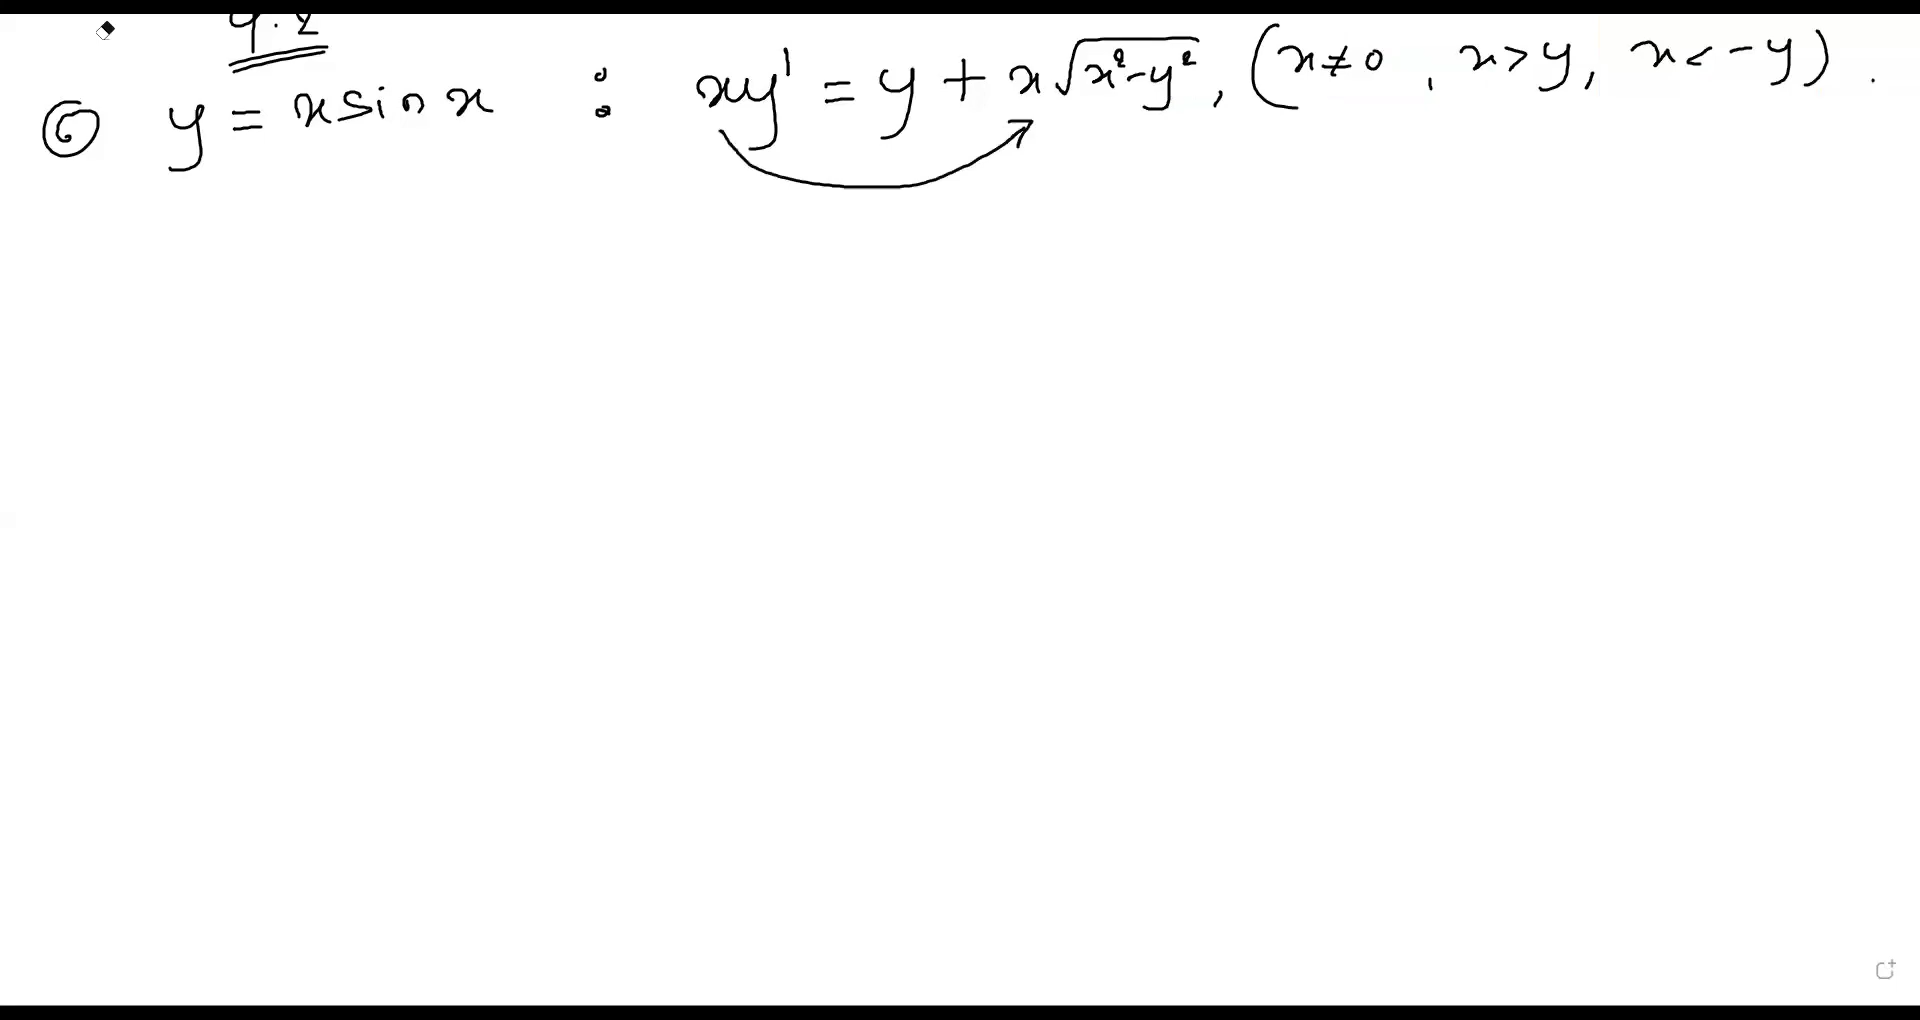 9.2
⑥ y = x sin x : xy' = y + x√(x²-y²), (x≠0, x>y, x<-y).